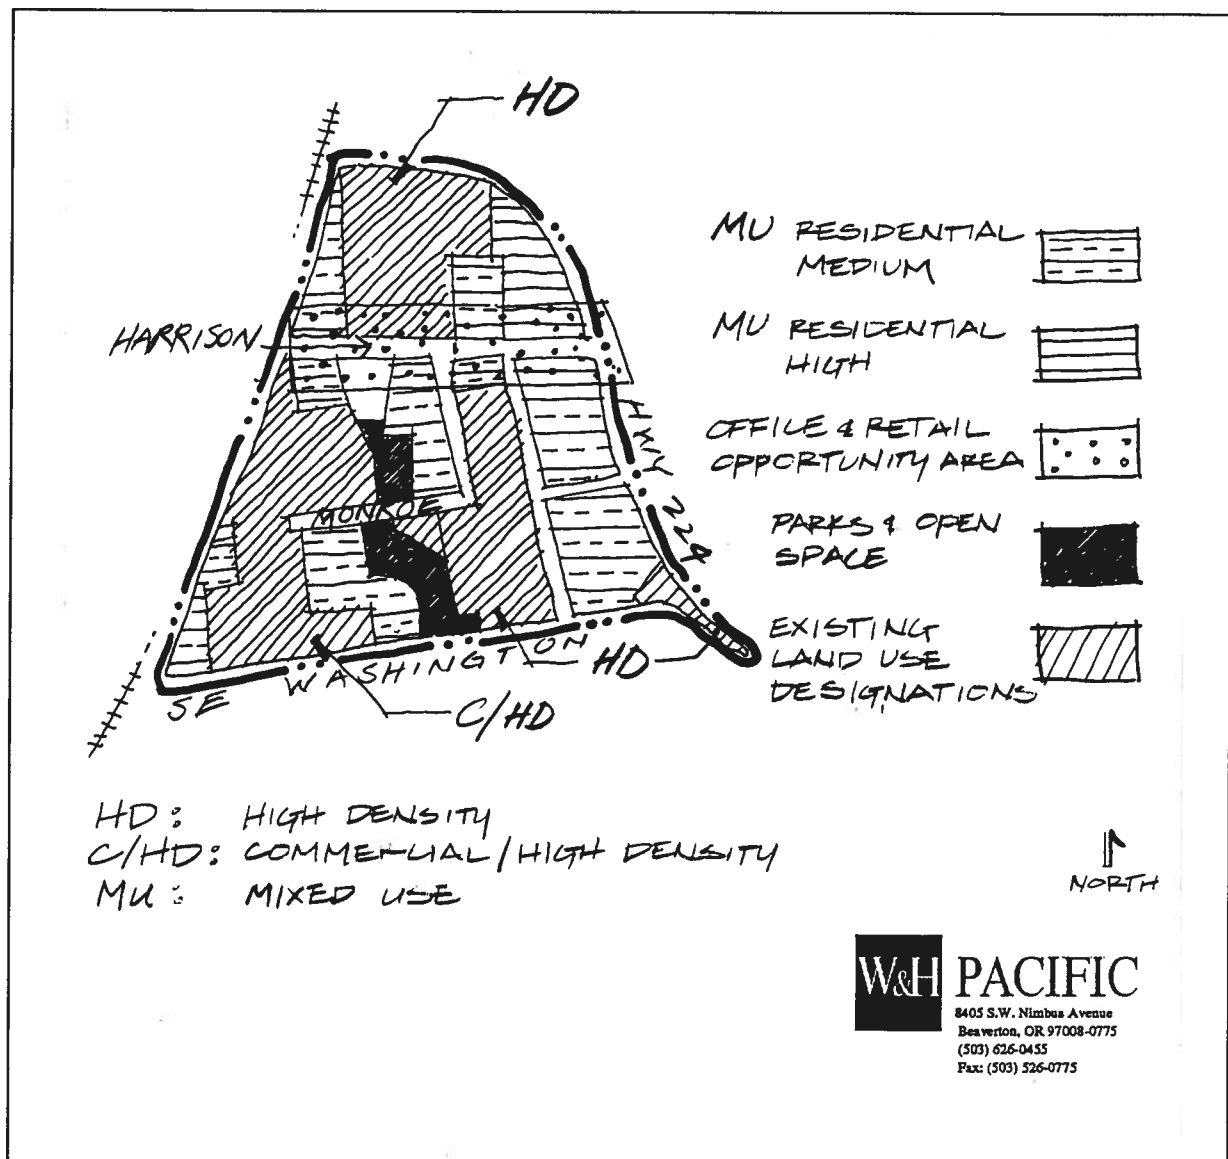 HD
MU RESIDENTIAL
MEDIUM
HARRISON
MU RESIDENTIAL
HIGH
HWY 224
OFFICE & RETAIL
OPPORTUNITY AREA
MONROE
PARKS & OPEN
SPACE
EXISTING
LAND USE
DESIGNATIONS
SE WASHINGTON
HD
C/HD
HD: HIGH DENSITY
C/HD: COMMERCIAL/HIGH DENSITY
MU: MIXED USE
NORTH
W&H PACIFIC
8405 S.W. Nimbus Avenue
Beaverton, OR 97008-0775
(503) 626-0455
Fax: (503) 526-0775